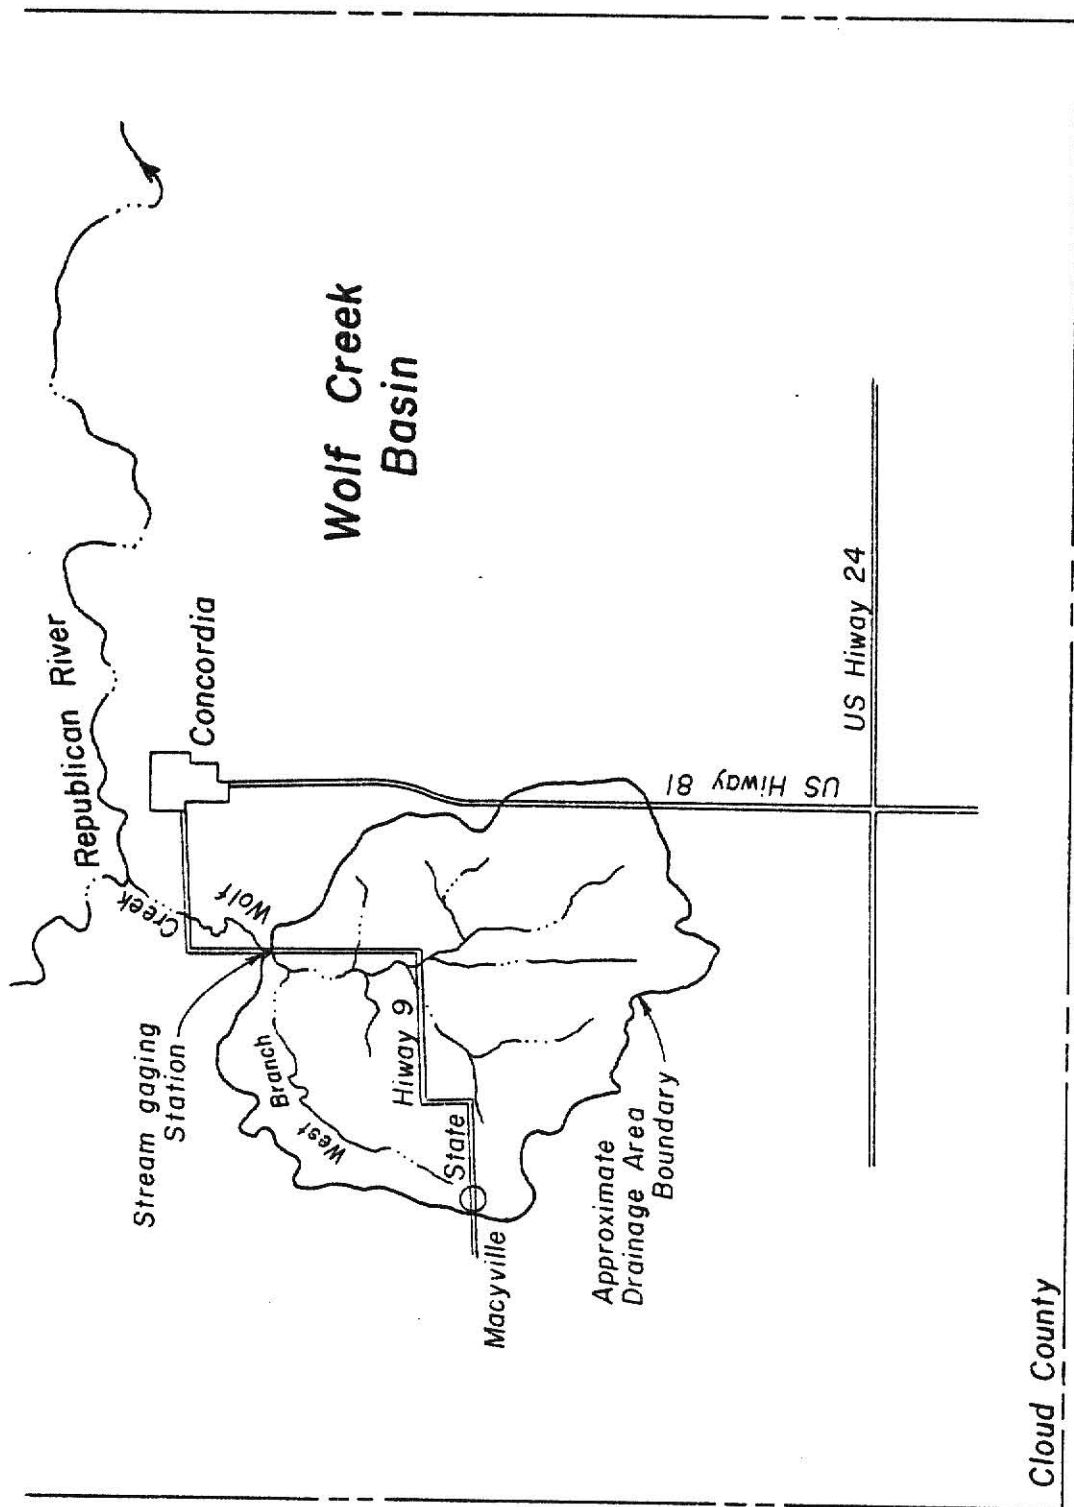 Republican River
Concordia
Wolf Creek
Basin
Wolf
Creek
Stream gaging
Station
West
Branch
State
Hiway 9
Macyville
US Hiway 81
US Hiway 24
Approximate
Drainage Area
Boundary
Cloud County